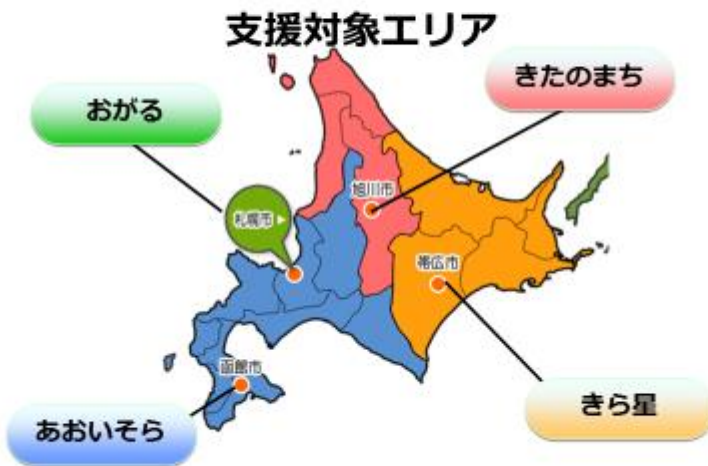 支援対象エリア
きたのまち
おがる
旭川市
札幌市
帯広市
函館市
きら星
あおいそら